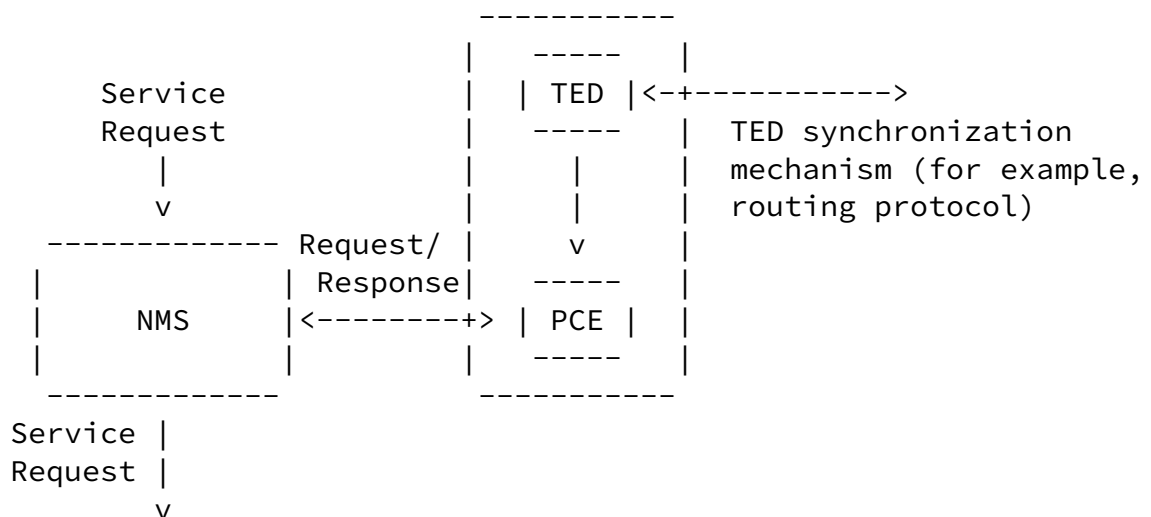 -----------
| ----- |
Service | | TED |<-+----------->
Request | ----- | TED synchronization
| | | | mechanism (for example,
v | | | routing protocol)
------------- Request/ | v |
| | Response| ----- |
| NMS |<--------+> | PCE | |
| | | ----- |
------------- -----------
Service |
Request |
v